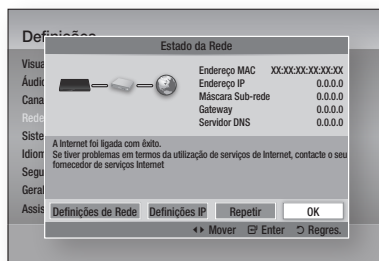 Definições
Estado da Rede
Visua
Áudio
Cana
Rede
Siste
Idiom
Segu
Geral
Assis
Endereço MAC XX:XX:XX:XX:XX:XX
Endereço IP 0.0.0.0
Máscara Sub-rede 0.0.0.0
Gateway 0.0.0.0
Servidor DNS 0.0.0.0
A Internet foi ligada com êxito.
Se tiver problemas em termos da utilização de serviços de Internet, contacte o seu
fornecedor de serviços Internet
Definições de Rede Definições IP Repetir OK
Mover Enter Regres.